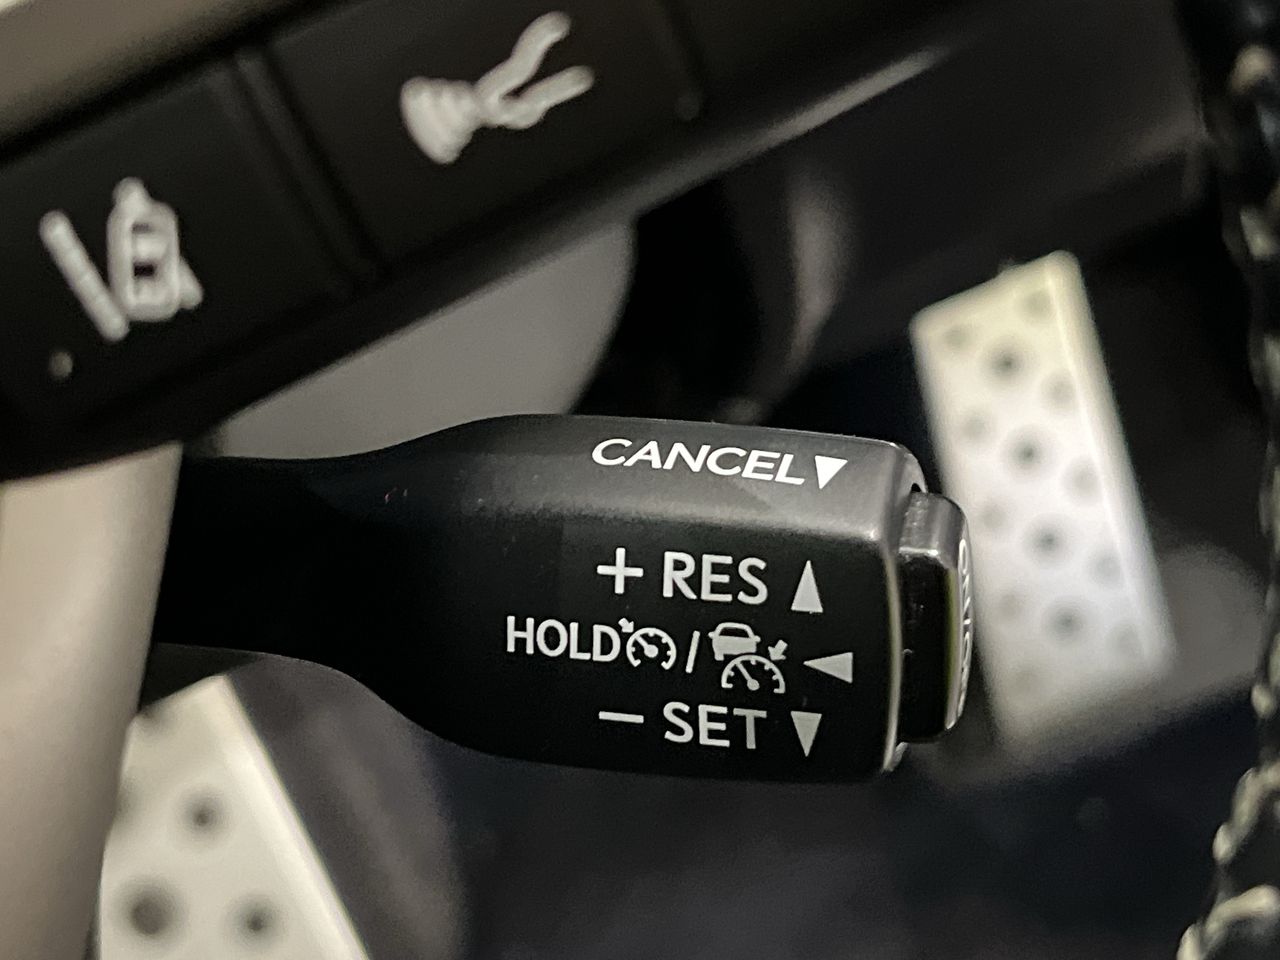 CANCEL▼
+ RES ▲
HOLD / ◀
− SET ▼